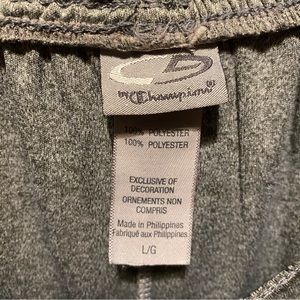 by Champion®
100% POLYESTER
100% POLYESTER
EXCLUSIVE OF
DECORATION
ORNEMENTS NON
COMPRIS
Made in Philippines
Fabriqué aux Philippines
L/G